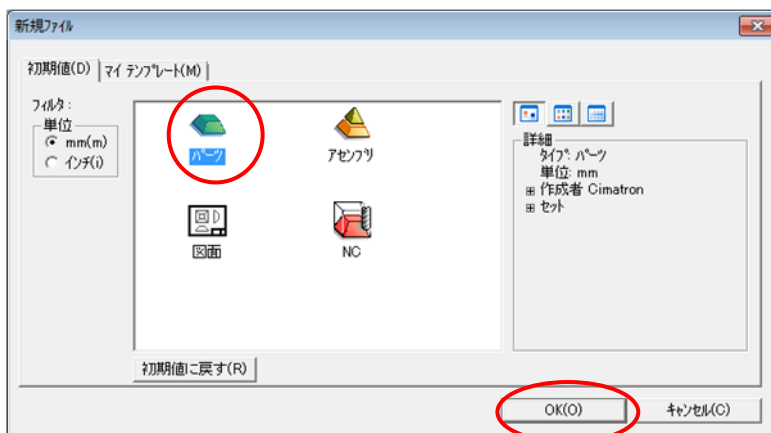 新規ファイル
初期値(D)
マイ テンプレート(M)
フィルタ:
単位
mm(m)
インチ(i)
パーツ
アセンブリ
図面
NC
詳細
タイプ: パーツ
単位: mm
作成者 Cimatron
セット
初期値に戻す(R)
OK(O)
キャンセル(C)